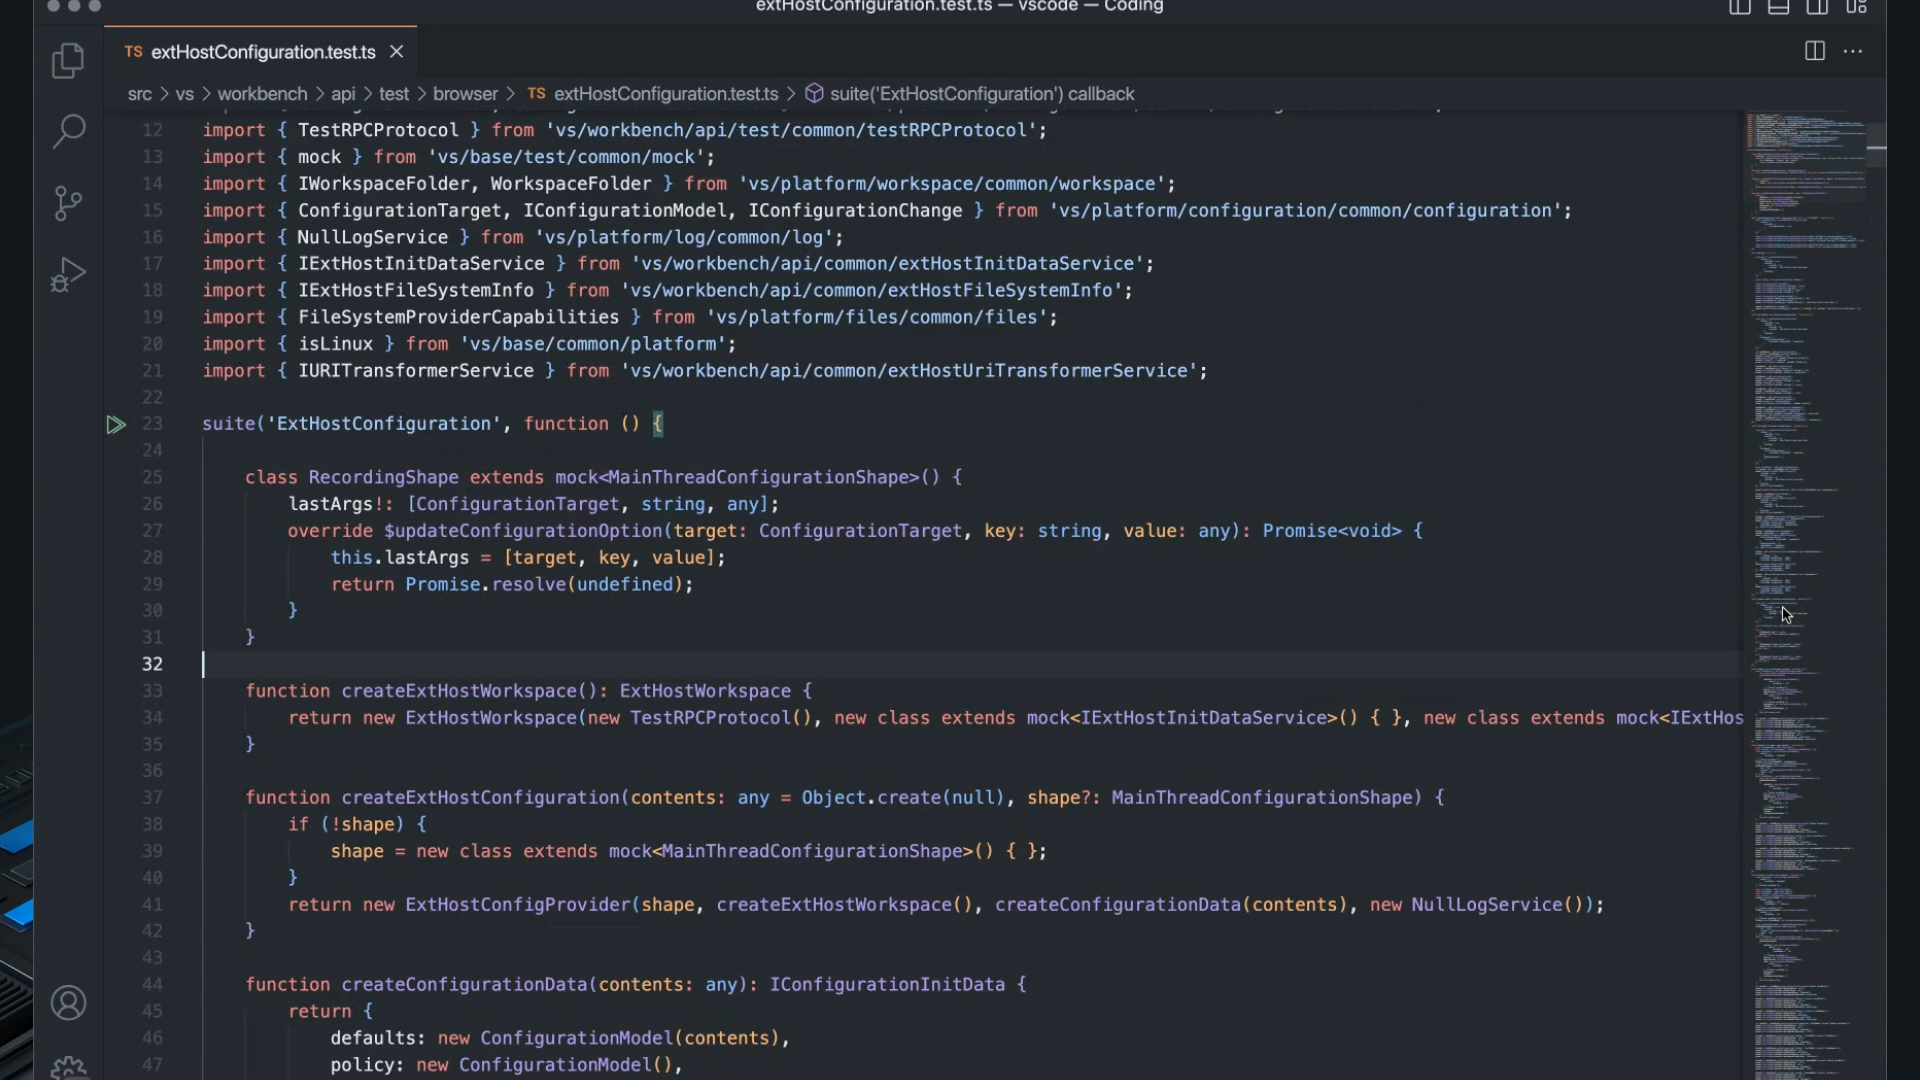 extHostConfiguration.test.ts — vscode — Coding
TS extHostConfiguration.test.ts
src > vs > workbench > api > test > browser > TS extHostConfiguration.test.ts > suite('ExtHostConfiguration') callback
12 import { TestRPCProtocol } from 'vs/workbench/api/test/common/testRPCProtocol';
13 import { mock } from 'vs/base/test/common/mock';
14 import { IWorkspaceFolder, WorkspaceFolder } from 'vs/platform/workspace/common/workspace';
15 import { ConfigurationTarget, IConfigurationModel, IConfigurationChange } from 'vs/platform/configuration/common/configuration';
16 import { NullLogService } from 'vs/platform/log/common/log';
17 import { IExtHostInitDataService } from 'vs/workbench/api/common/extHostInitDataService';
18 import { IExtHostFileSystemInfo } from 'vs/workbench/api/common/extHostFileSystemInfo';
19 import { FileSystemProviderCapabilities } from 'vs/platform/files/common/files';
20 import { isLinux } from 'vs/base/common/platform';
21 import { IURITransformerService } from 'vs/workbench/api/common/extHostUriTransformerService';
22
23 suite('ExtHostConfiguration', function () {
24
25 class RecordingShape extends mock<MainThreadConfigurationShape>() {
26 lastArgs!: [ConfigurationTarget, string, any];
27 override $updateConfigurationOption(target: ConfigurationTarget, key: string, value: any): Promise<void> {
28 this.lastArgs = [target, key, value];
29 return Promise.resolve(undefined);
30 }
31 }
32
33 function createExtHostWorkspace(): ExtHostWorkspace {
34 return new ExtHostWorkspace(new TestRPCProtocol(), new class extends mock<IExtHostInitDataService>() { }, new class extends mock<IExtHos
35 }
36
37 function createExtHostConfiguration(contents: any = Object.create(null), shape?: MainThreadConfigurationShape) {
38 if (!shape) {
39 shape = new class extends mock<MainThreadConfigurationShape>() { };
40 }
41 return new ExtHostConfigProvider(shape, createExtHostWorkspace(), createConfigurationData(contents), new NullLogService());
42 }
43
44 function createConfigurationData(contents: any): IConfigurationInitData {
45 return {
46 defaults: new ConfigurationModel(contents),
47 policy: new ConfigurationModel(),